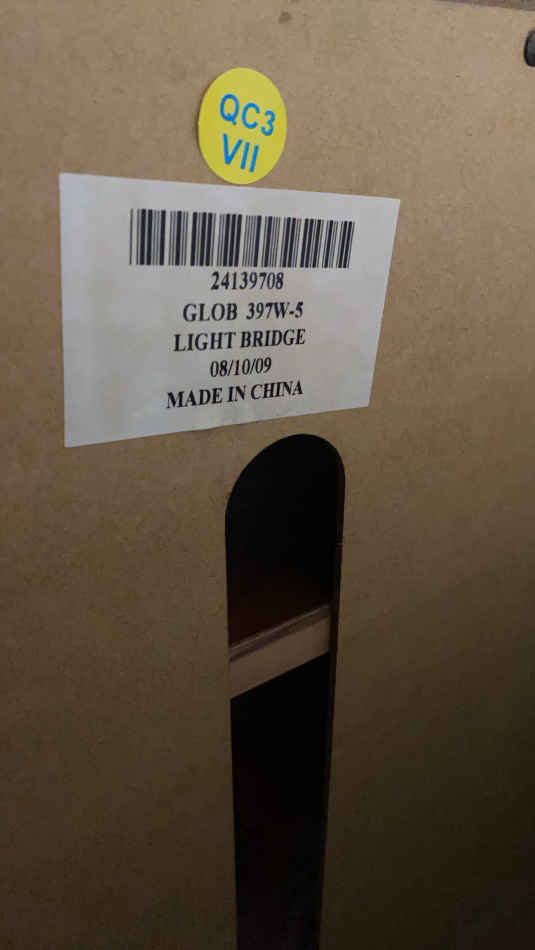 QC3
VII
24139708
GLOB 397W-5
LIGHT BRIDGE
08/10/09
MADE IN CHINA